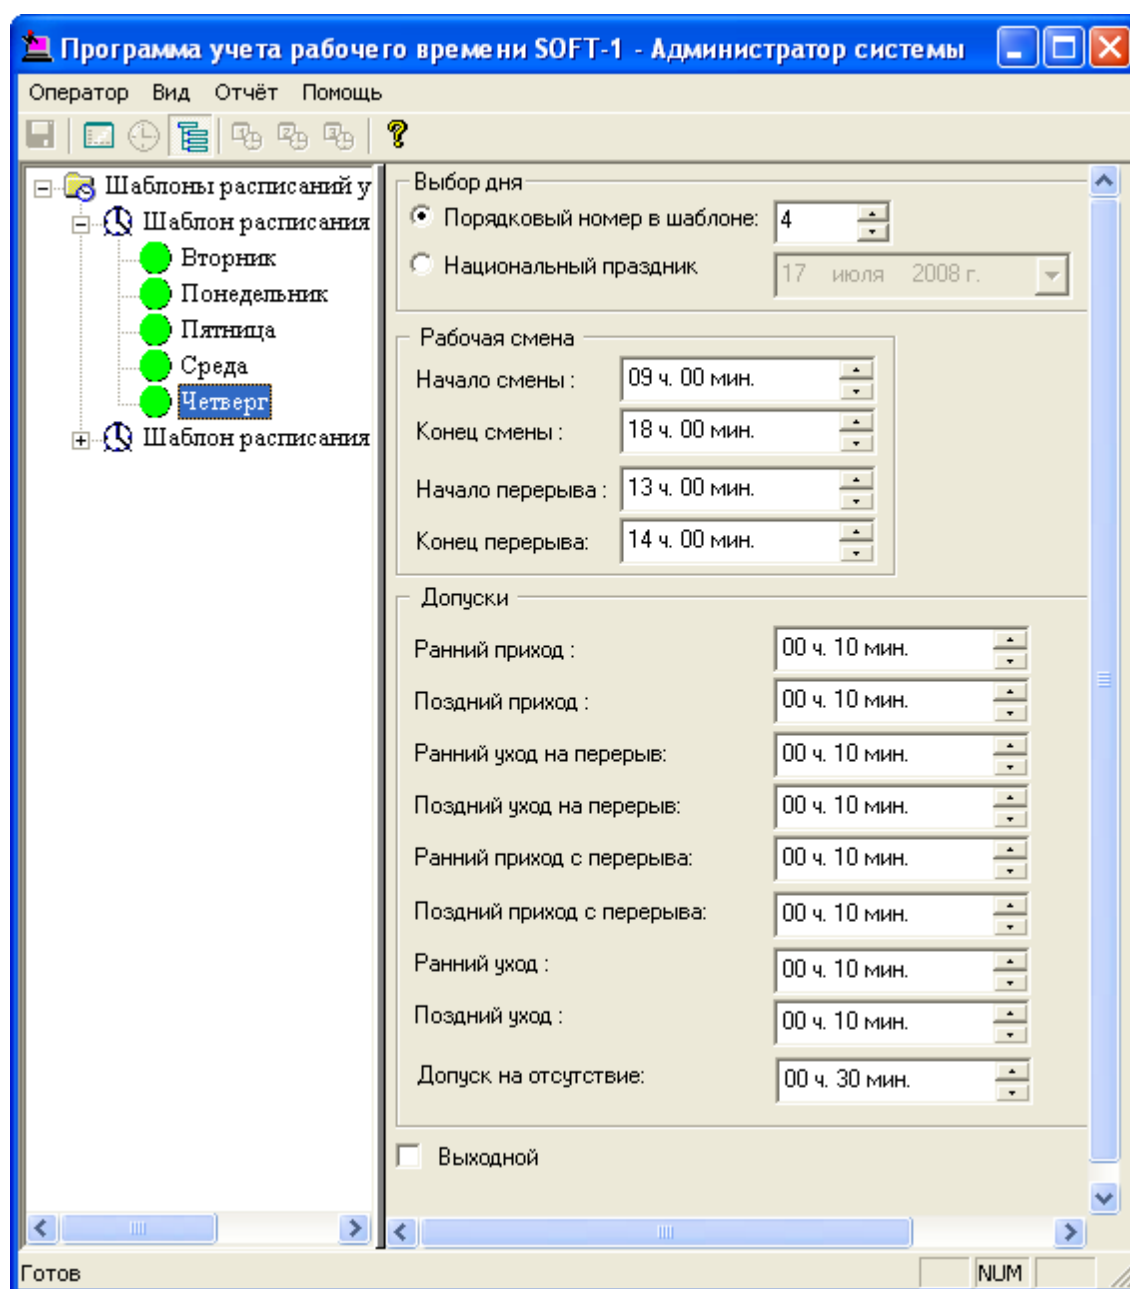 Программа учета рабочего времени SOFT-1 - Администратор системы
Оператор Вид Отчёт Помощь
Шаблоны расписаний у
Шаблон расписания
Вторник
Понедельник
Пятница
Среда
Четверг
Шаблон расписания
Выбор дня
Порядковый номер в шаблоне: 4
Национальный праздник 17 июля 2008 г.
Рабочая смена
Начало смены : 09 ч. 00 мин.
Конец смены : 18 ч. 00 мин.
Начало перерыва : 13 ч. 00 мин.
Конец перерыва: 14 ч. 00 мин.
Допуски
Ранний приход : 00 ч. 10 мин.
Поздний приход : 00 ч. 10 мин.
Ранний уход на перерыв: 00 ч. 10 мин.
Поздний уход на перерыв: 00 ч. 10 мин.
Ранний приход с перерыва: 00 ч. 10 мин.
Поздний приход с перерыва: 00 ч. 10 мин.
Ранний уход : 00 ч. 10 мин.
Поздний уход : 00 ч. 10 мин.
Допуск на отсутствие: 00 ч. 30 мин.
Выходной
Готов NUM